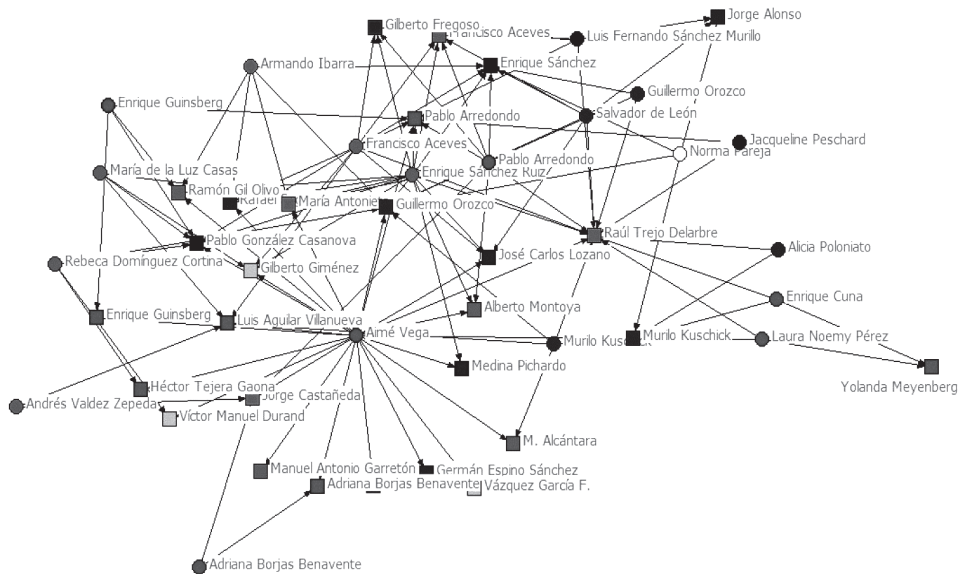 Jorge Alonso
Gilberto Fregoso
Francisco Aceves
Luis Fernando Sánchez Murillo
Armando Ibarra
Enrique Sánchez
Guillermo Orozco
Enrique Guinsberg
Pablo Arredondo
Salvador de León
Jacqueline Peschard
Francisco Aceves
Norma Pareja
Pablo Arredondo
María de la Luz Casas
Enrique Sánchez Ruiz
Ramón Gil Olivo
Rafael
María Antonie
Guillermo Orozco
Raúl Trejo Delarbre
Pablo González Casanova
Alicia Poloniato
José Carlos Lozano
Rebeca Domínguez Cortina
Gilberto Giménez
Enrique Cuna
Alberto Montoya
Enrique Guinsberg
Luis Aguilar Villanueva
Aimé Vega
Murilo Kuschick
Murilo Kuschick
Laura Noemy Pérez
Medina Pichardo
Yolanda Meyenberg
Héctor Tejera Gaona
Jorge Castañeda
Andrés Valdez Zepeda
Víctor Manuel Durand
M. Alcántara
Manuel Antonio Garretón
Germán Espino Sánchez
Adriana Borjas Benavente
Vázquez García F.
Adriana Borjas Benavente